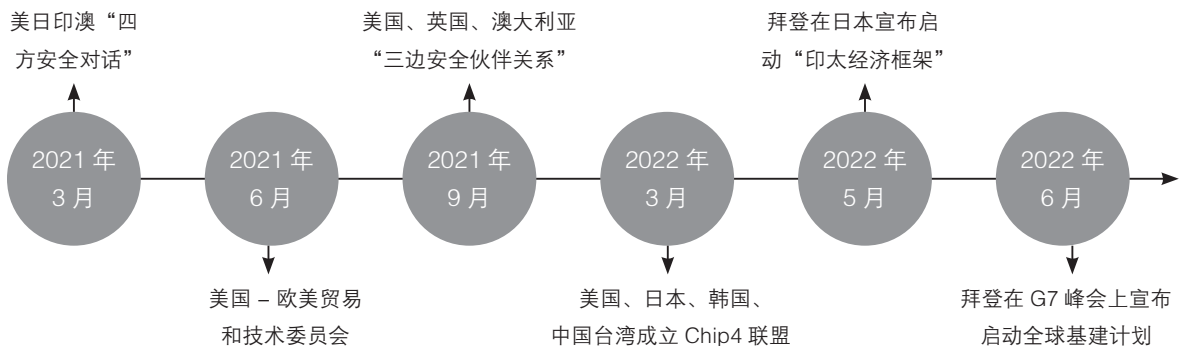 美日印澳“四
方安全对话”
美国、英国、澳大利亚
“三边安全伙伴关系”
拜登在日本宣布启
动“印太经济框架”
2021 年
3 月
2021 年
6 月
2021 年
9 月
2022 年
3 月
2022 年
5 月
2022 年
6 月
美国 – 欧美贸易
和技术委员会
美国、日本、韩国、
中国台湾成立 Chip4 联盟
拜登在 G7 峰会上宣布
启动全球基建计划